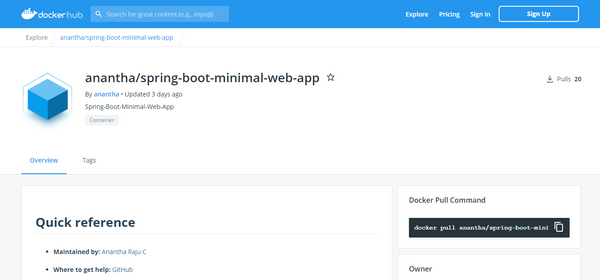 dockerhub
Search for great content (e.g., mysql)
Explore Pricing Sign In Sign Up
Explore anantha/spring-boot-minimal-web-app
anantha/spring-boot-minimal-web-app
Pulls 20
By anantha • Updated 3 days ago
Spring-Boot-Minimal-Web-App
Container
Overview Tags
Quick reference
• Maintained by: Anantha Raju C
• Where to get help: GitHub
Docker Pull Command
docker pull anantha/spring-boot-mini
Owner